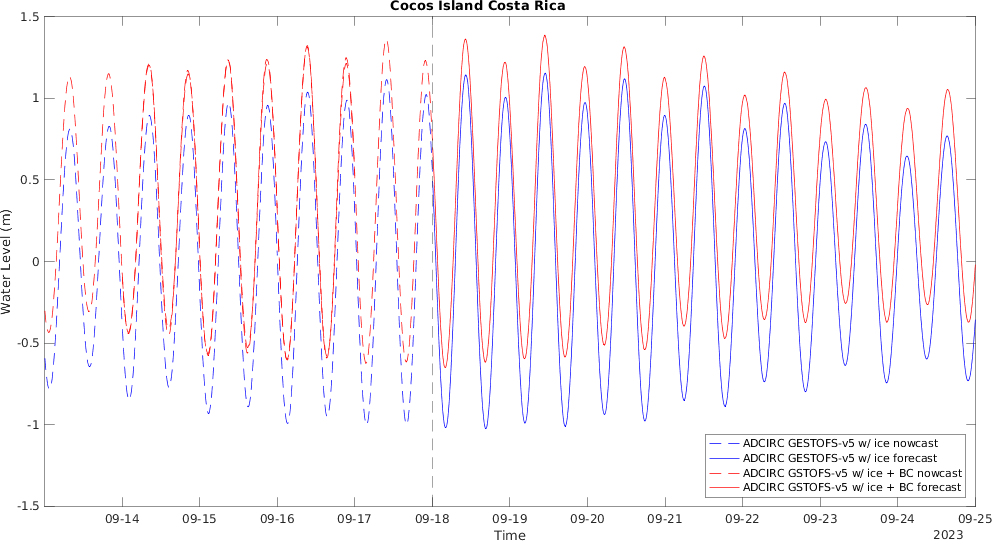 Cocos Island Costa Rica
Water Level (m)
1.5
1
0.5
0
-0.5
-1
-1.5
ADCIRC GESTOFS-v5 w/ ice nowcast
ADCIRC GESTOFS-v5 w/ ice forecast
ADCIRC GSTOFS-v5 w/ ice + BC nowcast
ADCIRC GSTOFS-v5 w/ ice + BC forecast
09-14 09-15 09-16 09-17 09-18 09-19 09-20 09-21 09-22 09-23 09-24 09-25
Time
2023